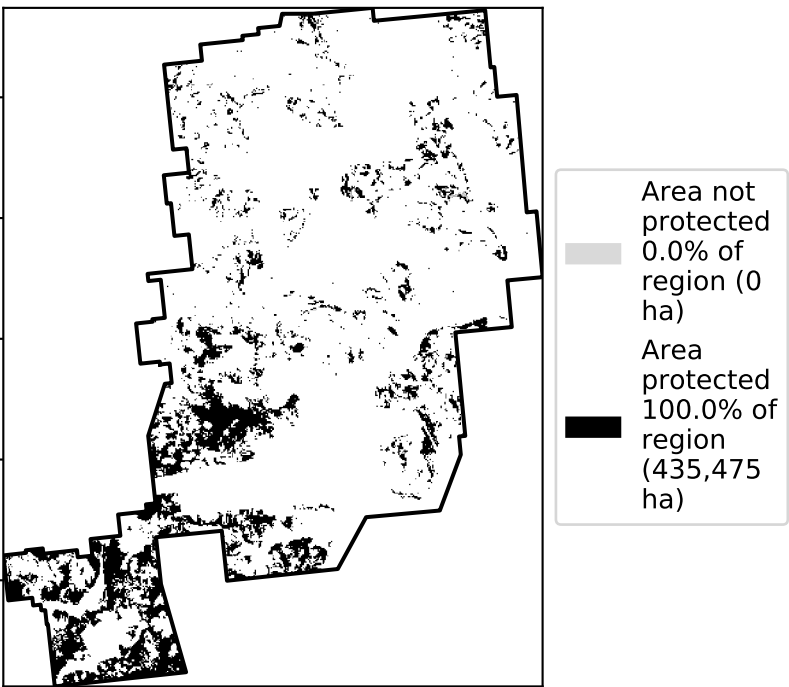 Area not
protected
0.0% of
region (0
ha)
Area
protected
100.0% of
region
(435,475
ha)